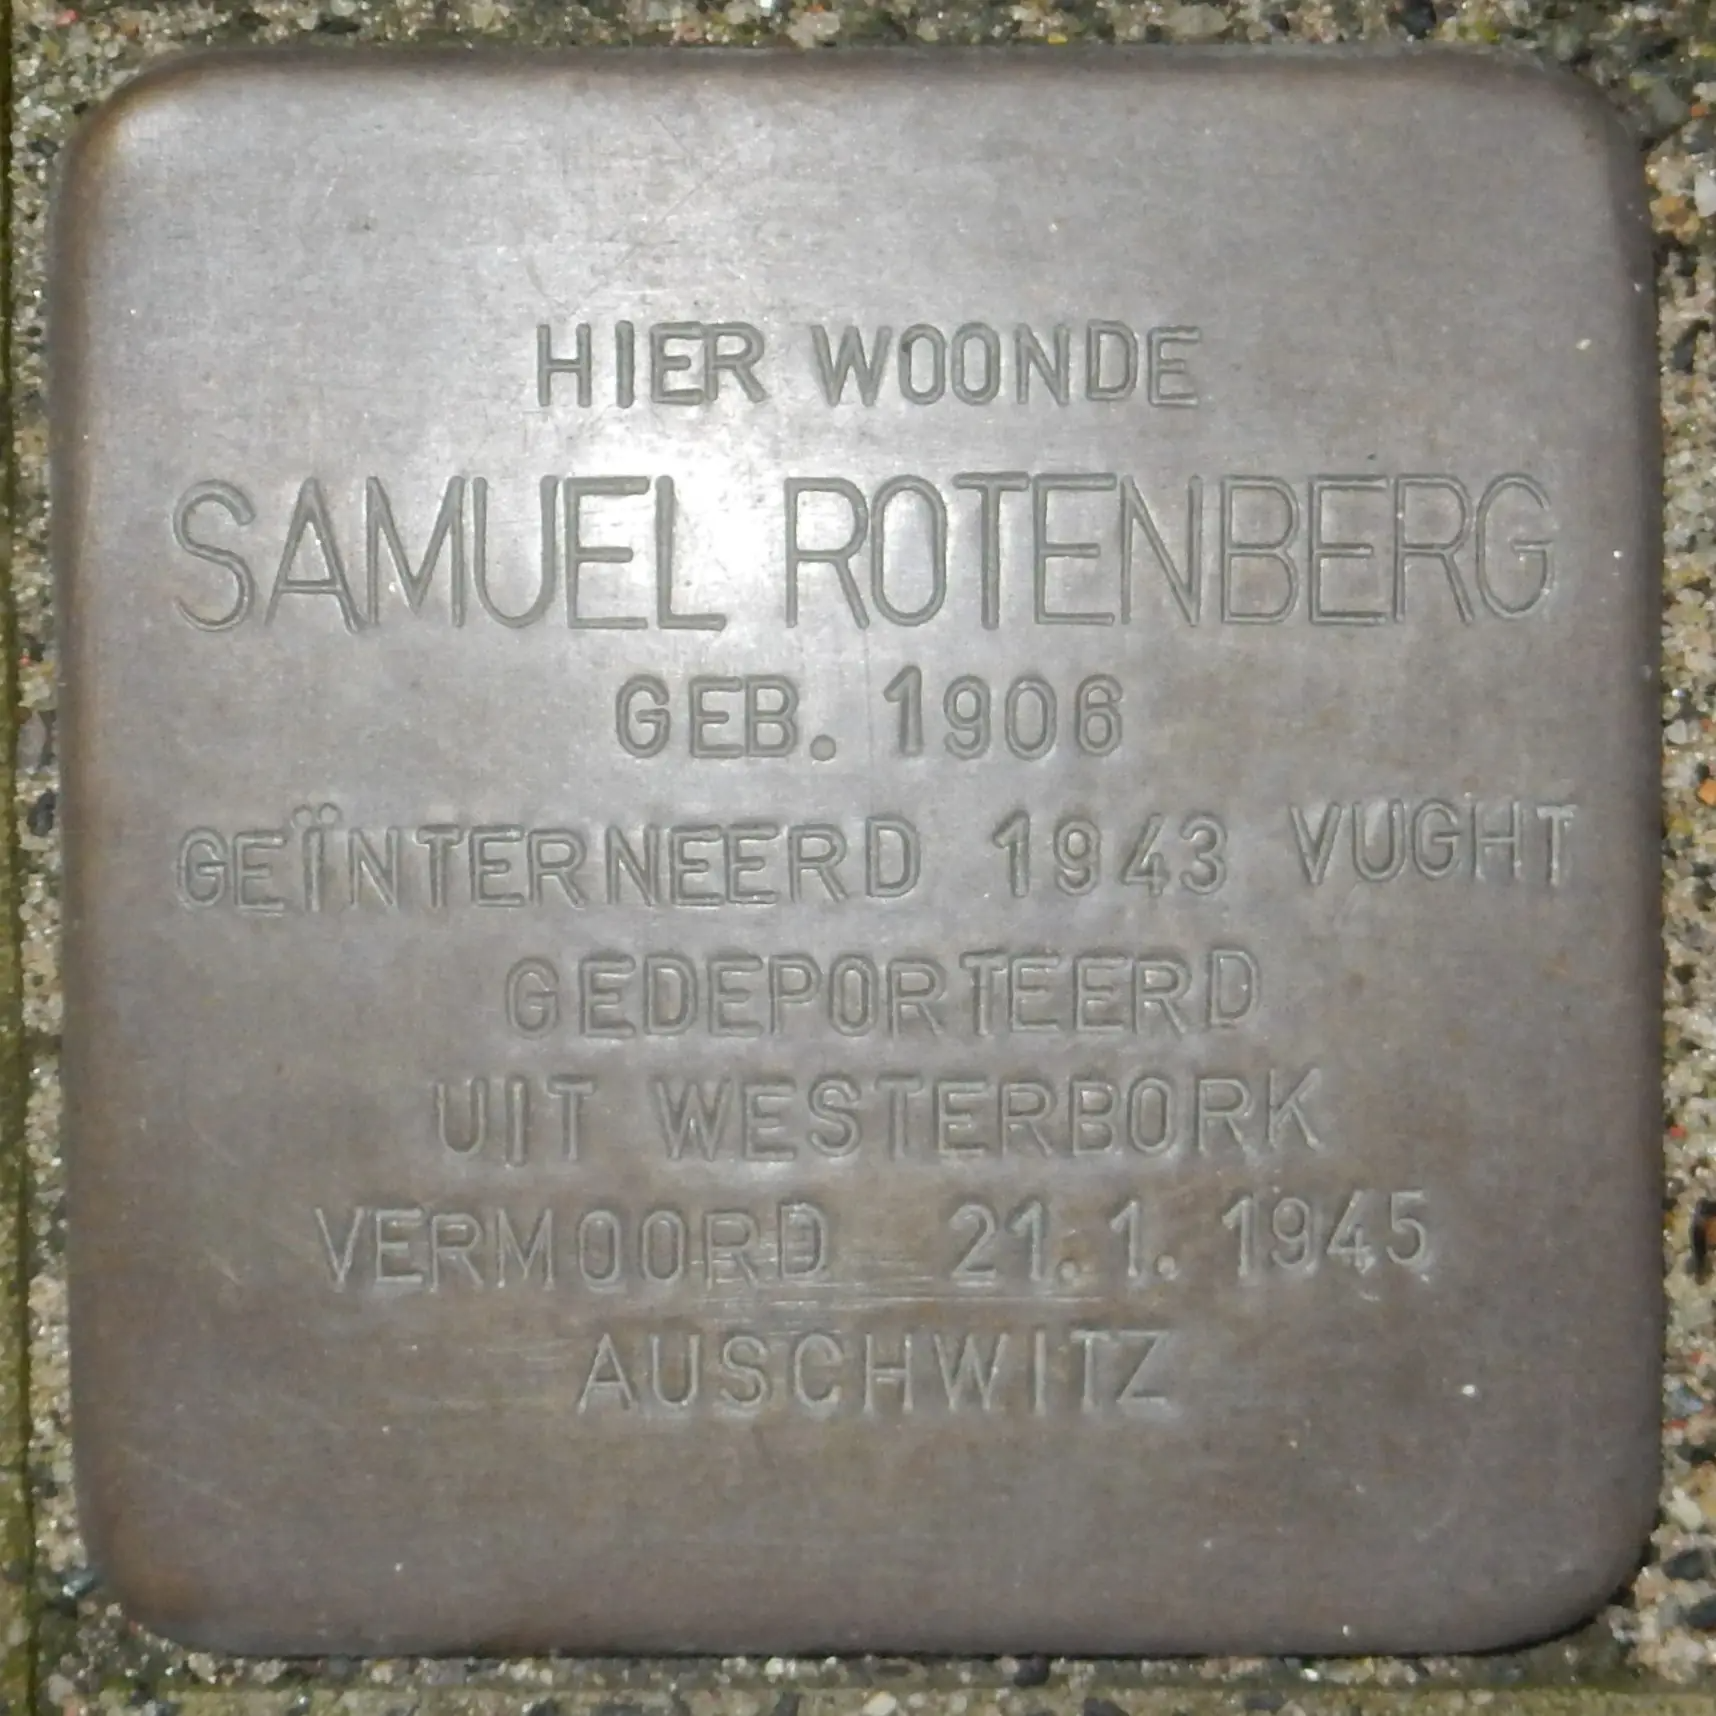 HIER WOONDE
SAMUEL ROTENBERG
GEB. 1906
GEÏNTERNEERD 1943 VUGHT
GEDEPORTEERD
UIT WESTERBORK
VERMOORD 21.1.1945
AUSCHWITZ